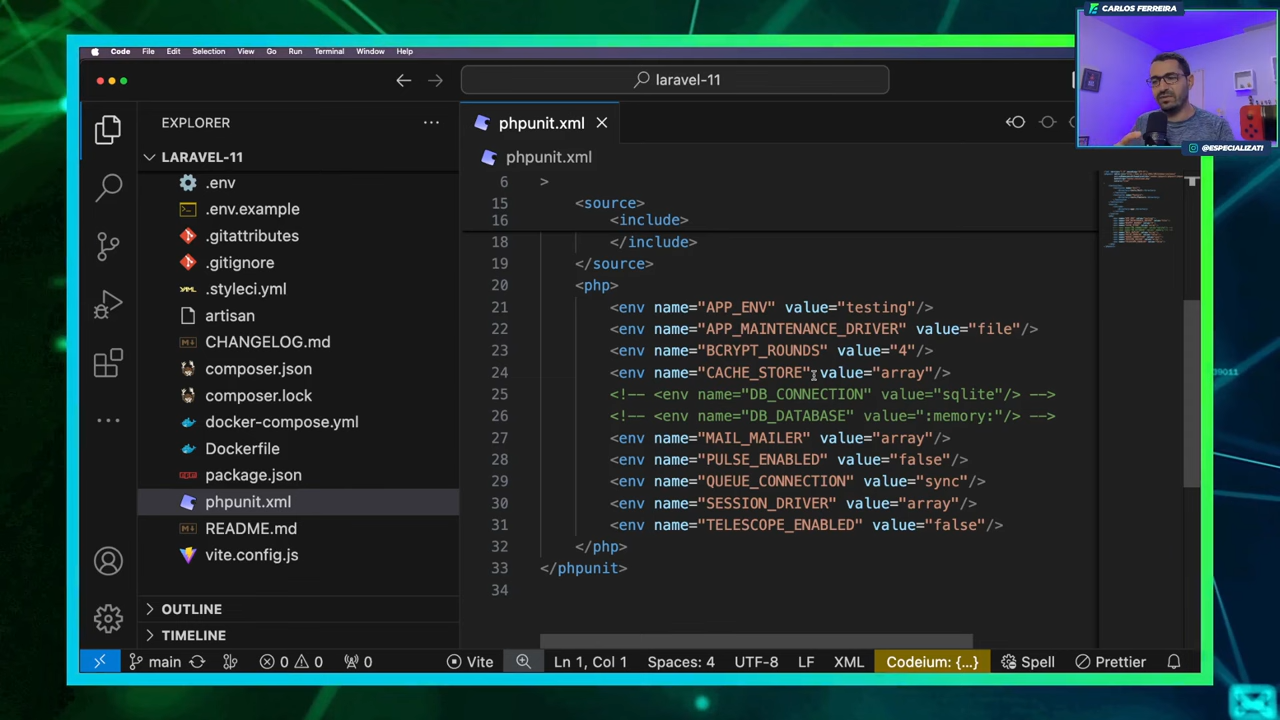 CARLOS FERREIRA
@ESPECIALIZATI
Code File Edit Selection View Go Run Terminal Window Help
laravel-11
EXPLORER
LARAVEL-11
.env
.env.example
.gitattributes
.gitignore
.styleci.yml
artisan
CHANGELOG.md
composer.json
composer.lock
docker-compose.yml
Dockerfile
package.json
phpunit.xml
README.md
vite.config.js
OUTLINE
TIMELINE
phpunit.xml
phpunit.xml
6 >
15 <source>
16 <include>
18 </include>
19 </source>
20 <php>
21 <env name="APP_ENV" value="testing"/>
22 <env name="APP_MAINTENANCE_DRIVER" value="file"/>
23 <env name="BCRYPT_ROUNDS" value="4"/>
24 <env name="CACHE_STORE" value="array"/>
25 <!-- <env name="DB_CONNECTION" value="sqlite"/> -->
26 <!-- <env name="DB_DATABASE" value=":memory:"/> -->
27 <env name="MAIL_MAILER" value="array"/>
28 <env name="PULSE_ENABLED" value="false"/>
29 <env name="QUEUE_CONNECTION" value="sync"/>
30 <env name="SESSION_DRIVER" value="array"/>
31 <env name="TELESCOPE_ENABLED" value="false"/>
32 </php>
33 </phpunit>
34
main 0 0 0 Vite Ln 1, Col 1 Spaces: 4 UTF-8 LF XML Codeium: {...} Spell Prettier